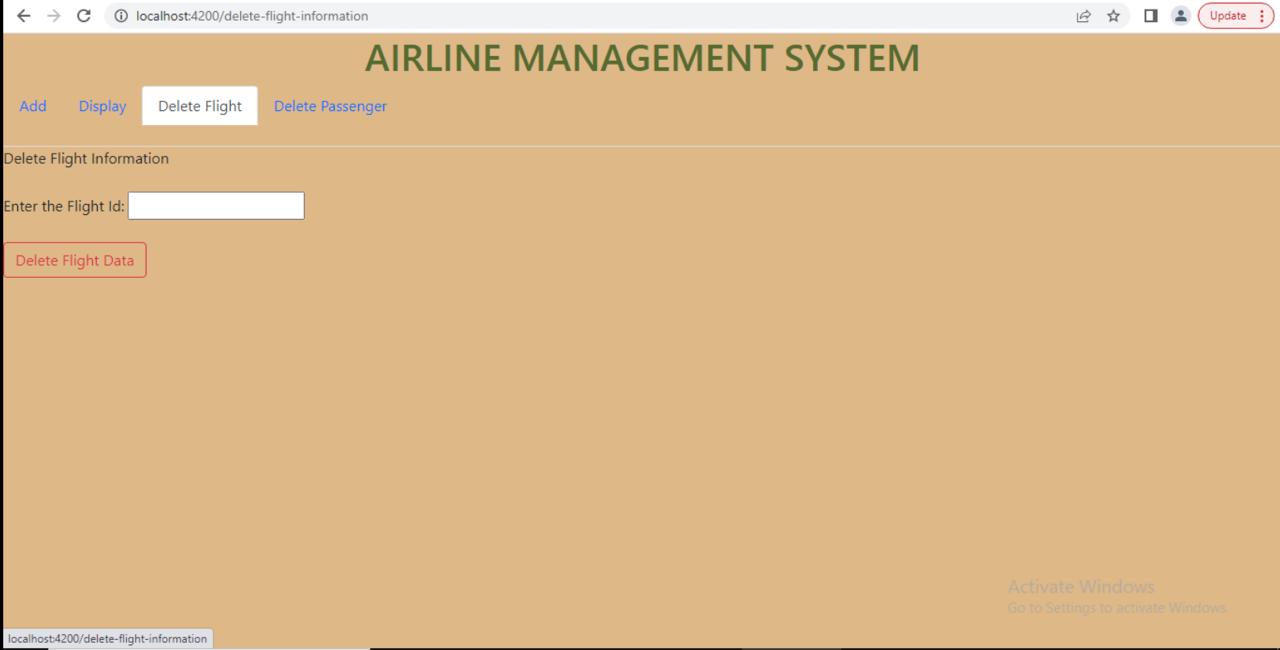 localhost:4200/delete-flight-information
Update
AIRLINE MANAGEMENT SYSTEM
Add Display Delete Flight Delete Passenger
Delete Flight Information
Enter the Flight Id:
Delete Flight Data
Activate Windows
Go to Settings to activate Windows.
localhost:4200/delete-flight-information